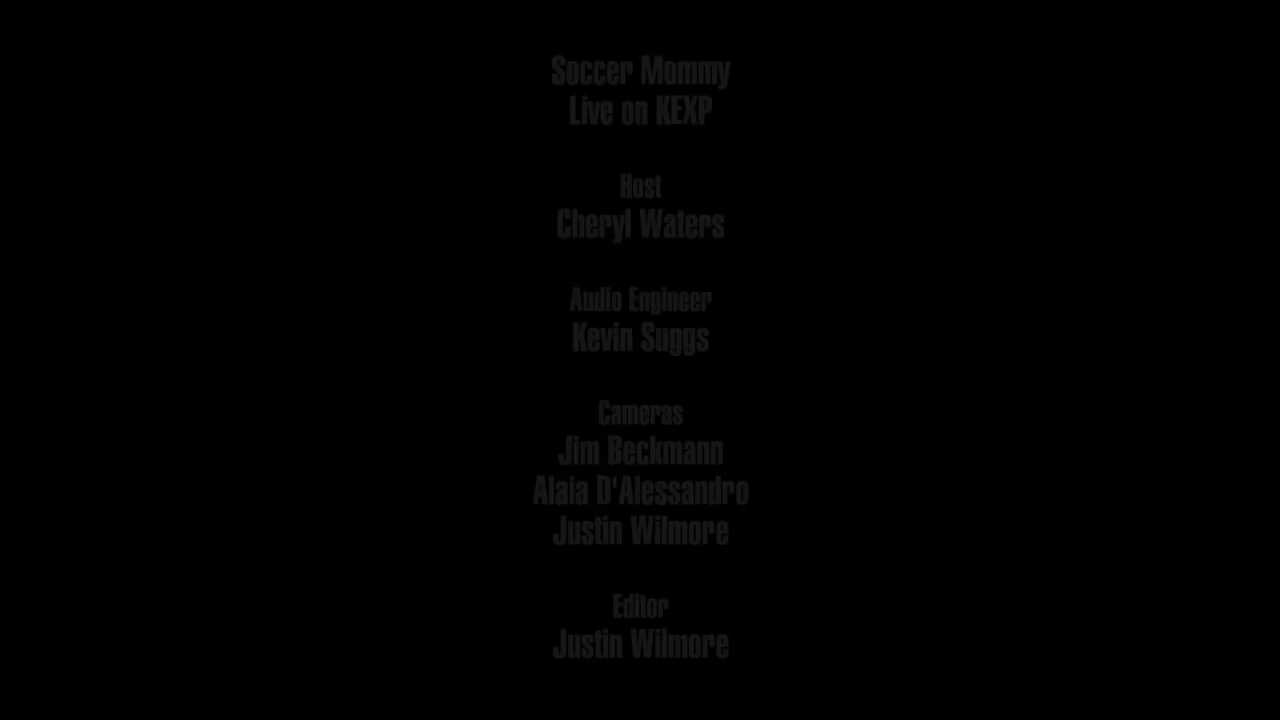 Soccer Mommy
Live on KEXP
Host
Cheryl Waters
Audio Engineer
Kevin Suggs
Cameras
Jim Beckmann
Alaia D'Alessandro
Justin Wilmore
Editor
Justin Wilmore